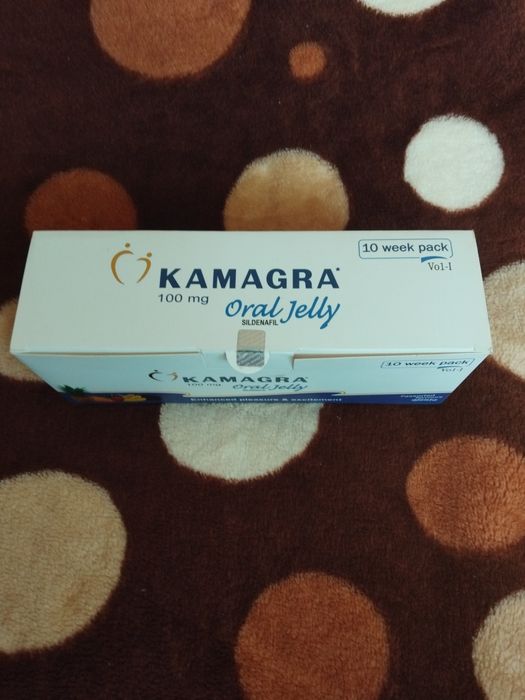 10 week pack
Vol-I
KAMAGRA®
100 mg
Oral Jelly
SILDENAFIL
10 week pack
Vol-I
KAMAGRA®
100 mg
Oral Jelly
Enhanced pleasure & excitement